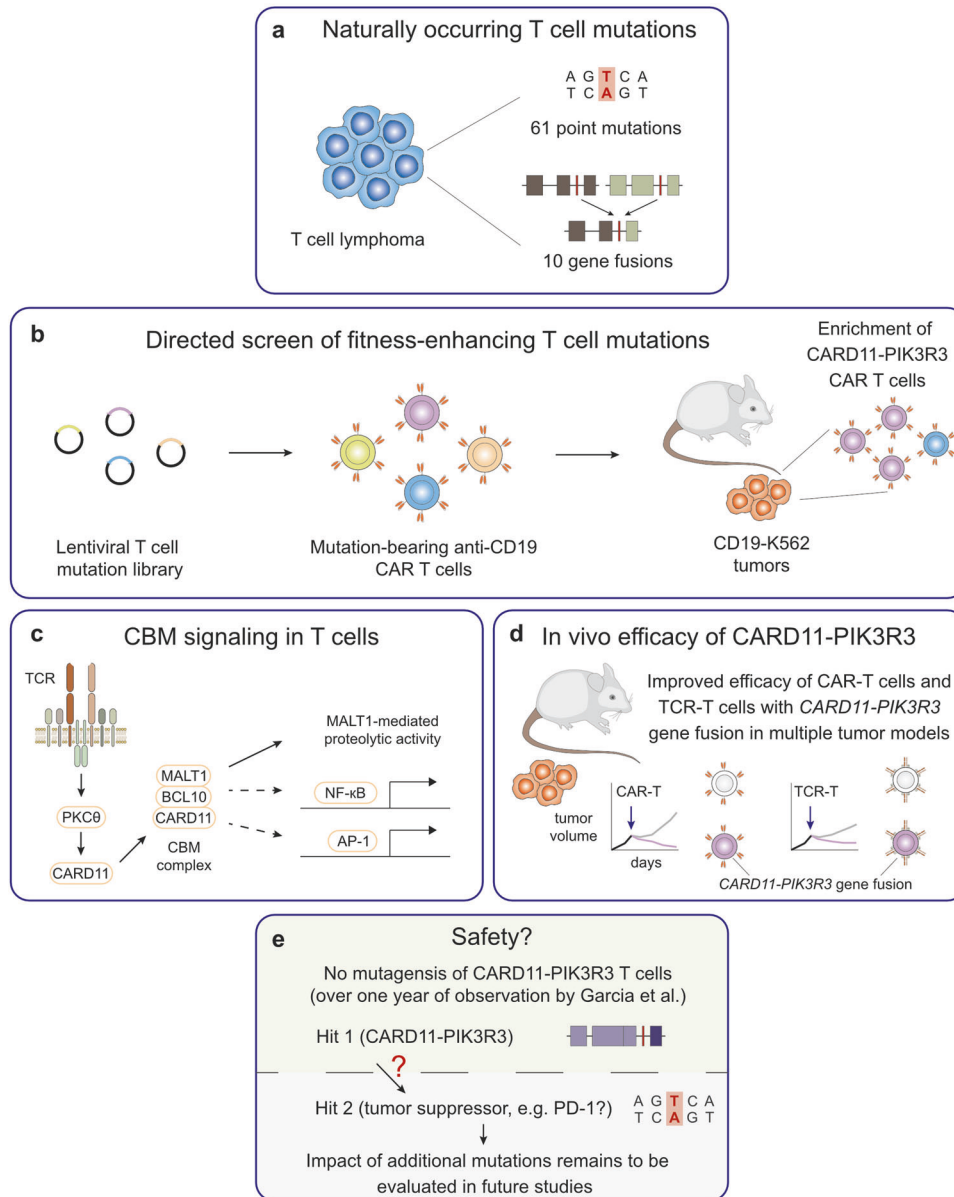 a Naturally occurring T cell mutations
A G T C A
T C A G T
61 point mutations
T cell lymphoma
10 gene fusions
b Directed screen of fitness-enhancing T cell mutations
Enrichment of
CARD11-PIK3R3
CAR T cells
Lentiviral T cell
mutation library
Mutation-bearing anti-CD19
CAR T cells
CD19-K562
tumors
c CBM signaling in T cells
TCR
PKCθ
CARD11
MALT1
BCL10
CARD11
CBM
complex
MALT1-mediated
proteolytic activity
NF-κB
AP-1
d In vivo efficacy of CARD11-PIK3R3
Improved efficacy of CAR-T cells and
TCR-T cells with CARD11-PIK3R3
gene fusion in multiple tumor models
tumor
volume
CAR-T
days
TCR-T
CARD11-PIK3R3 gene fusion
e Safety?
No mutagensis of CARD11-PIK3R3 T cells
(over one year of observation by Garcia et al.)
Hit 1 (CARD11-PIK3R3)
?
Hit 2 (tumor suppressor, e.g. PD-1?)
A G T C A
T C A G T
Impact of additional mutations remains to be
evaluated in future studies